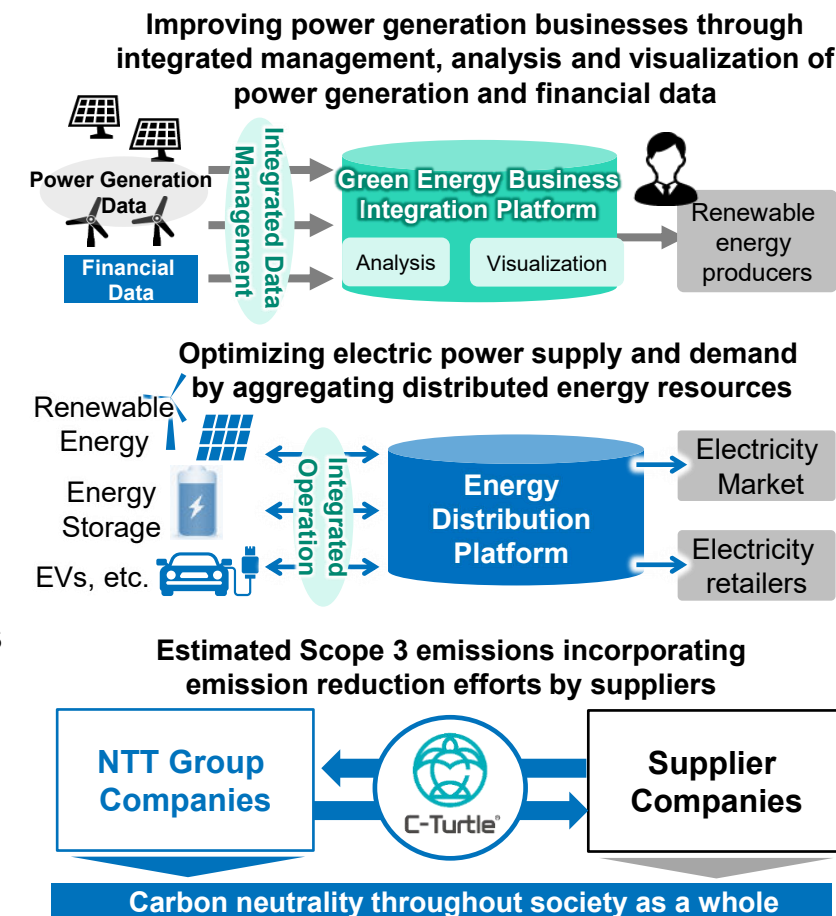 Improving power generation businesses through
integrated management, analysis and visualization of
power generation and financial data
Power Generation
Data
Financial
Data
Integrated Data
Management
Green Energy Business
Integration Platform
Analysis
Visualization
Renewable
energy
producers
Optimizing electric power supply and demand
by aggregating distributed energy resources
Renewable
Energy
Energy
Storage
EVs, etc.
Integrated
Operation
Energy
Distribution
Platform
Electricity
Market
Electricity
retailers
Estimated Scope 3 emissions incorporating
emission reduction efforts by suppliers
NTT Group
Companies
C-Turtle®
Supplier
Companies
Carbon neutrality throughout society as a whole